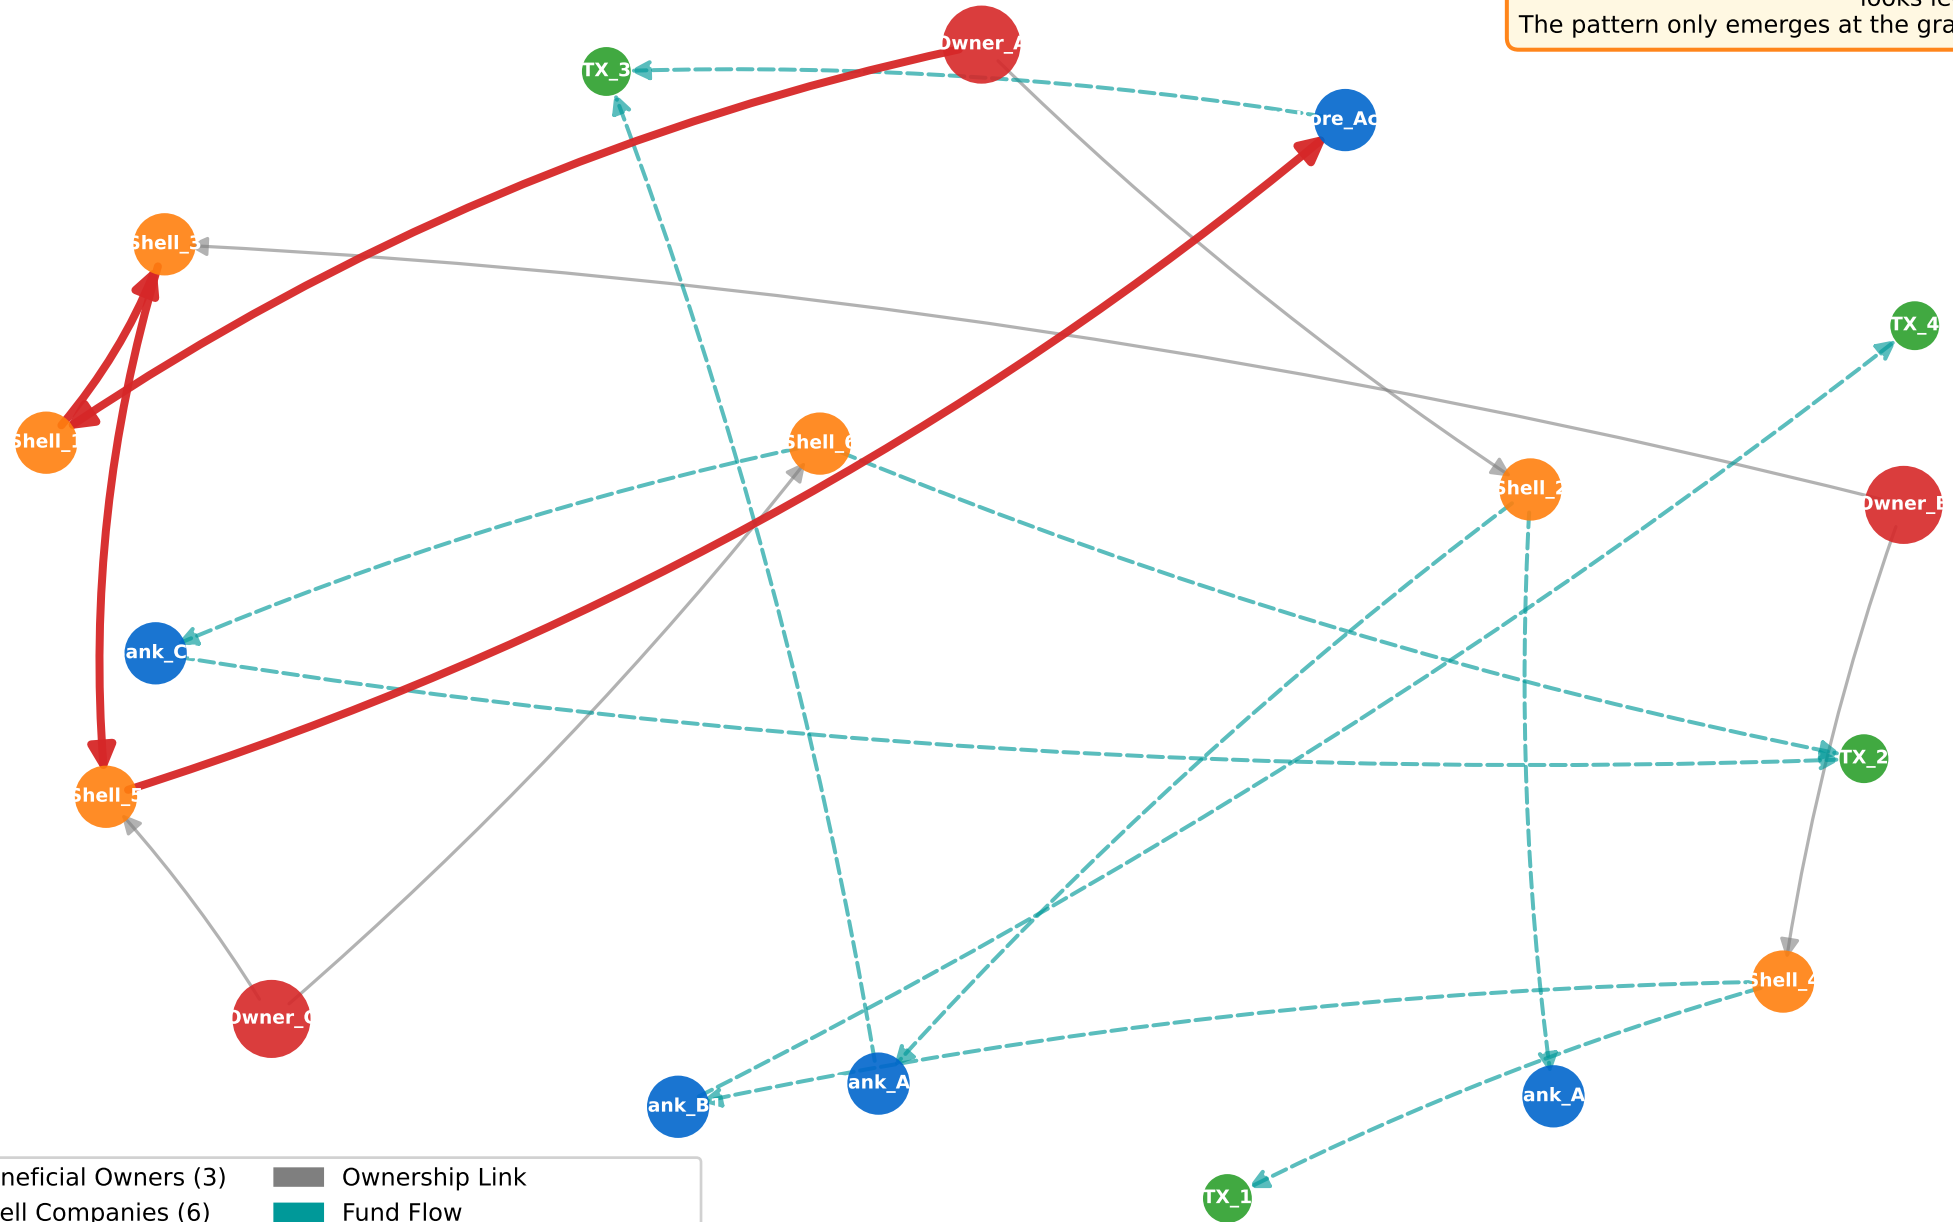 looks le
The pattern only emerges at the gra
Owner_A
TX_3
ore_Ac
Shell_3
TX_4
Shell_1
Shell_6
Shell_2
Owner_B
ank_C
TX_2
Shell_5
Shell_4
Owner_C
ank_A
ank_A
ank_B1
TX_1
neficial Owners (3)
Ownership Link
ell Companies (6)
Fund Flow